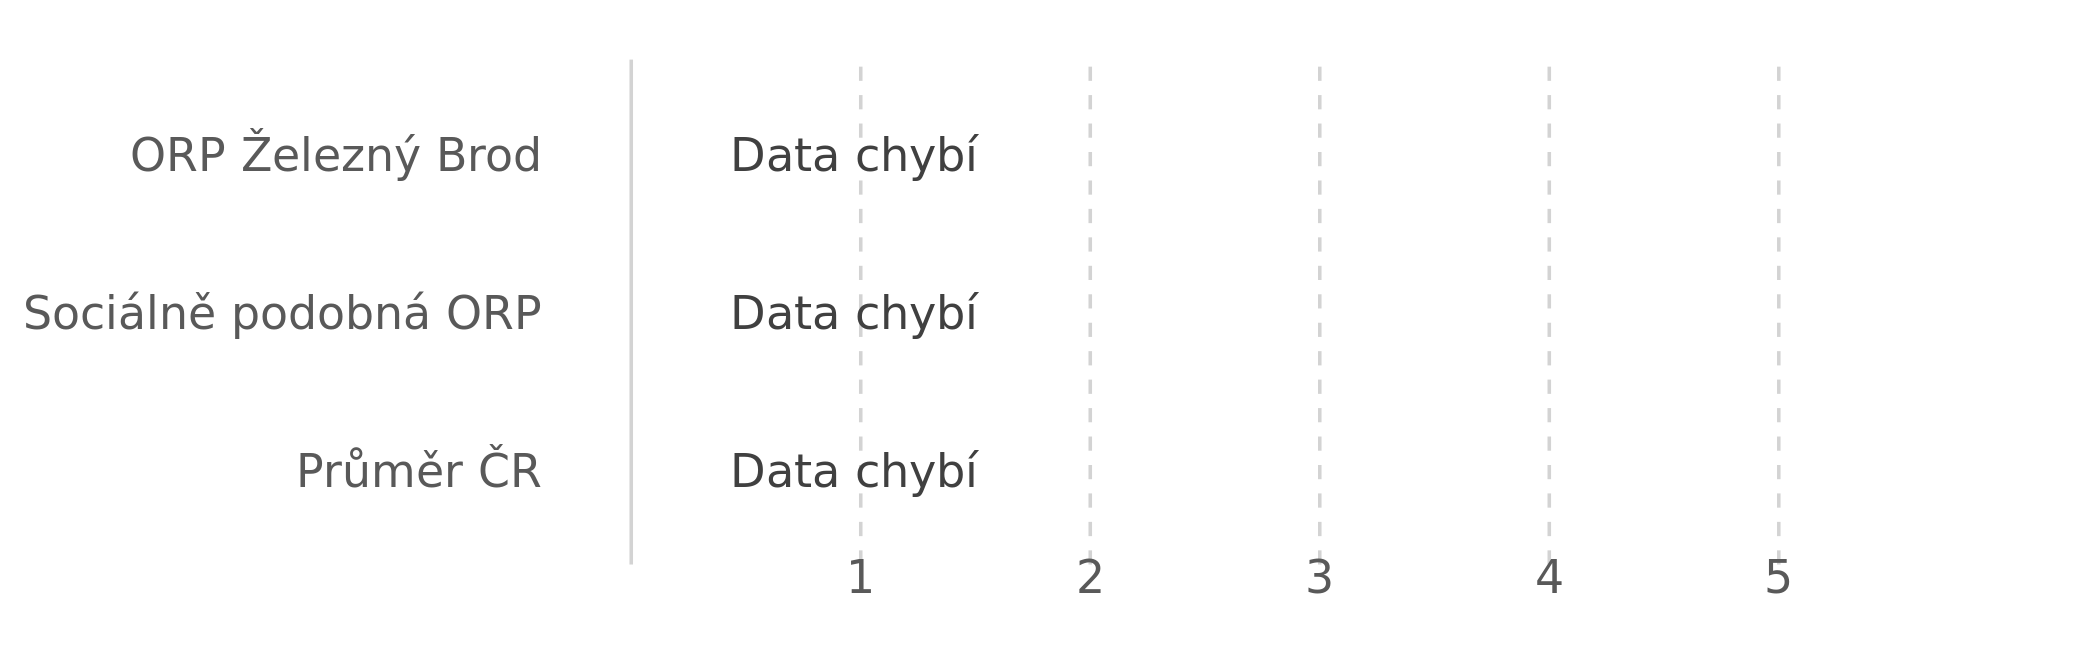 ORP Železný Brod Data chybí
Sociálně podobná ORP Data chybí
Průměr ČR Data chybí
1 2 3 4 5